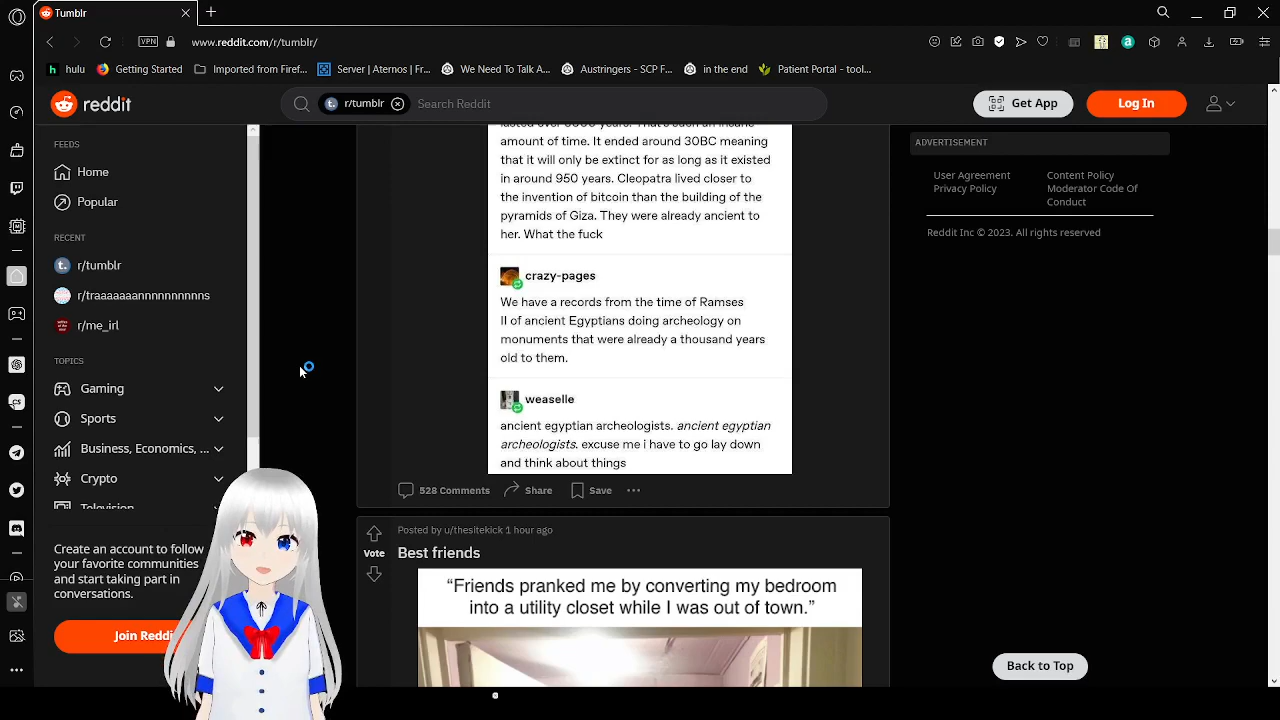 Tumblr
VPN
www.reddit.com/r/tumblr/
hulu
Getting Started
Imported from Firef...
Server | Aternos | Fr...
We Need To Talk A...
Austringers - SCP F...
in the end
Patient Portal - tool...
reddit
r/tumblr
Search Reddit
Get App
Log In
FEEDS
Home
Popular
RECENT
r/tumblr
r/traaaaaaannnnnnnnns
r/me_irl
TOPICS
Gaming
Sports
Business, Economics, ...
Crypto
Television
Create an account to follow
your favorite communities
and start taking part in
conversations.
Join Reddi
amount of time. It ended around 30BC meaning
that it will only be extinct for as long as it existed
in around 950 years. Cleopatra lived closer to
the invention of bitcoin than the building of the
pyramids of Giza. They were already ancient to
her. What the fuck
crazy-pages
We have a records from the time of Ramses
II of ancient Egyptians doing archeology on
monuments that were already a thousand years
old to them.
weaselle
ancient egyptian archeologists. ancient egyptian
archeologists. excuse me i have to go lay down
and think about things
528 Comments
Share
Save
Posted by u/thesitekick 1 hour ago
Vote
Best friends
“Friends pranked me by converting my bedroom
into a utility closet while I was out of town.”
ADVERTISEMENT
User Agreement
Content Policy
Privacy Policy
Moderator Code Of
Conduct
Reddit Inc © 2023. All rights reserved
Back to Top